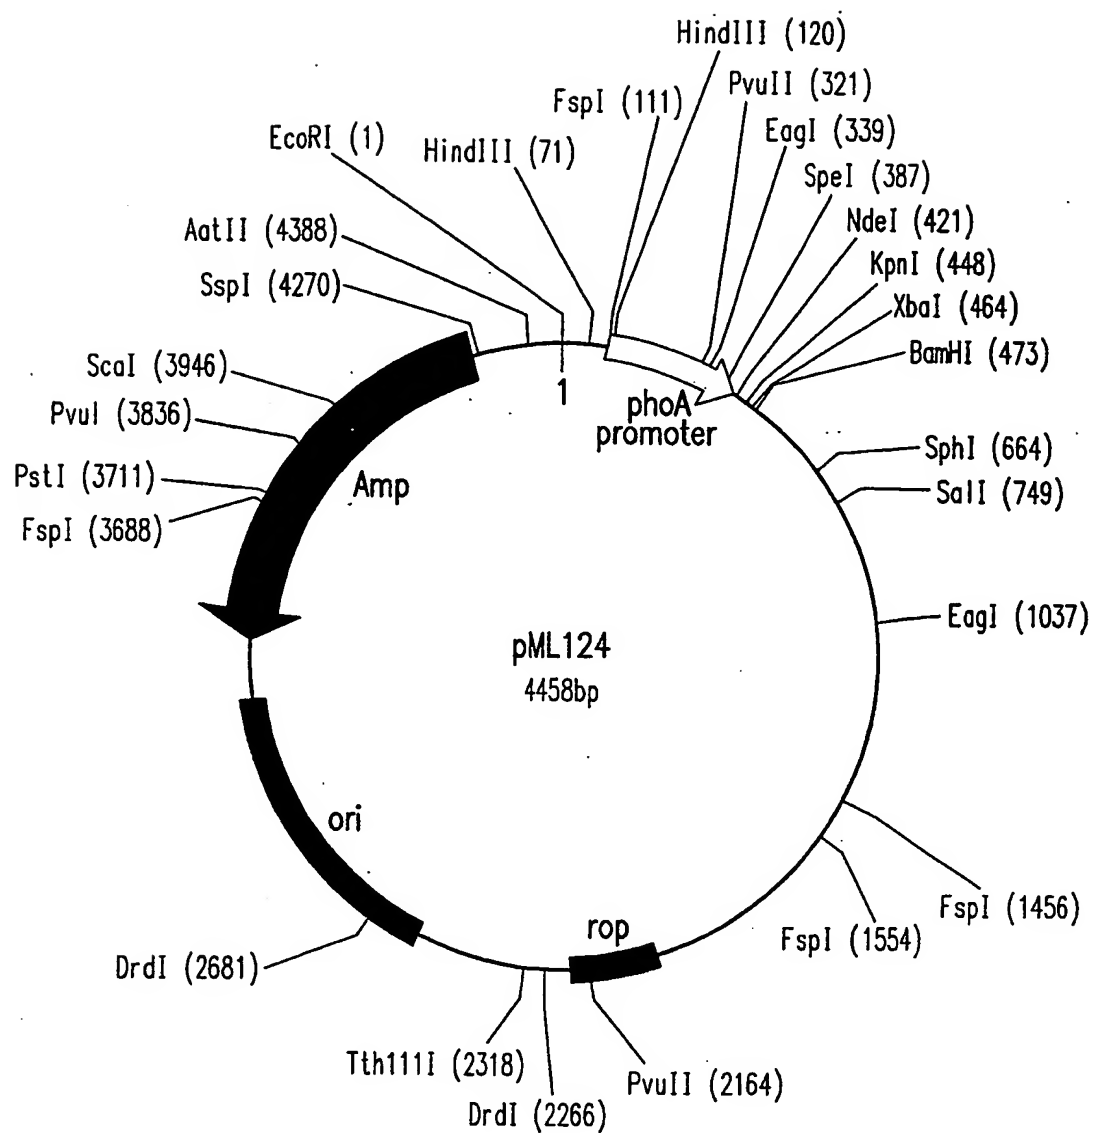 HindIII (120)
FspI (111)
PvuII (321)
EcoRI (1)
HindIII (71)
EagI (339)
SpeI (387)
AatII (4388)
NdeI (421)
SspI (4270)
KpnI (448)
XbaI (464)
ScaI (3946)
BamHI (473)
1
phoA
promoter
PvuI (3836)
SphI (664)
PstI (3711)
Amp
SalI (749)
FspI (3688)
EagI (1037)
pML124
4458bp
ori
FspI (1456)
rop
FspI (1554)
DrdI (2681)
Tth111I (2318)
PvuII (2164)
DrdI (2266)